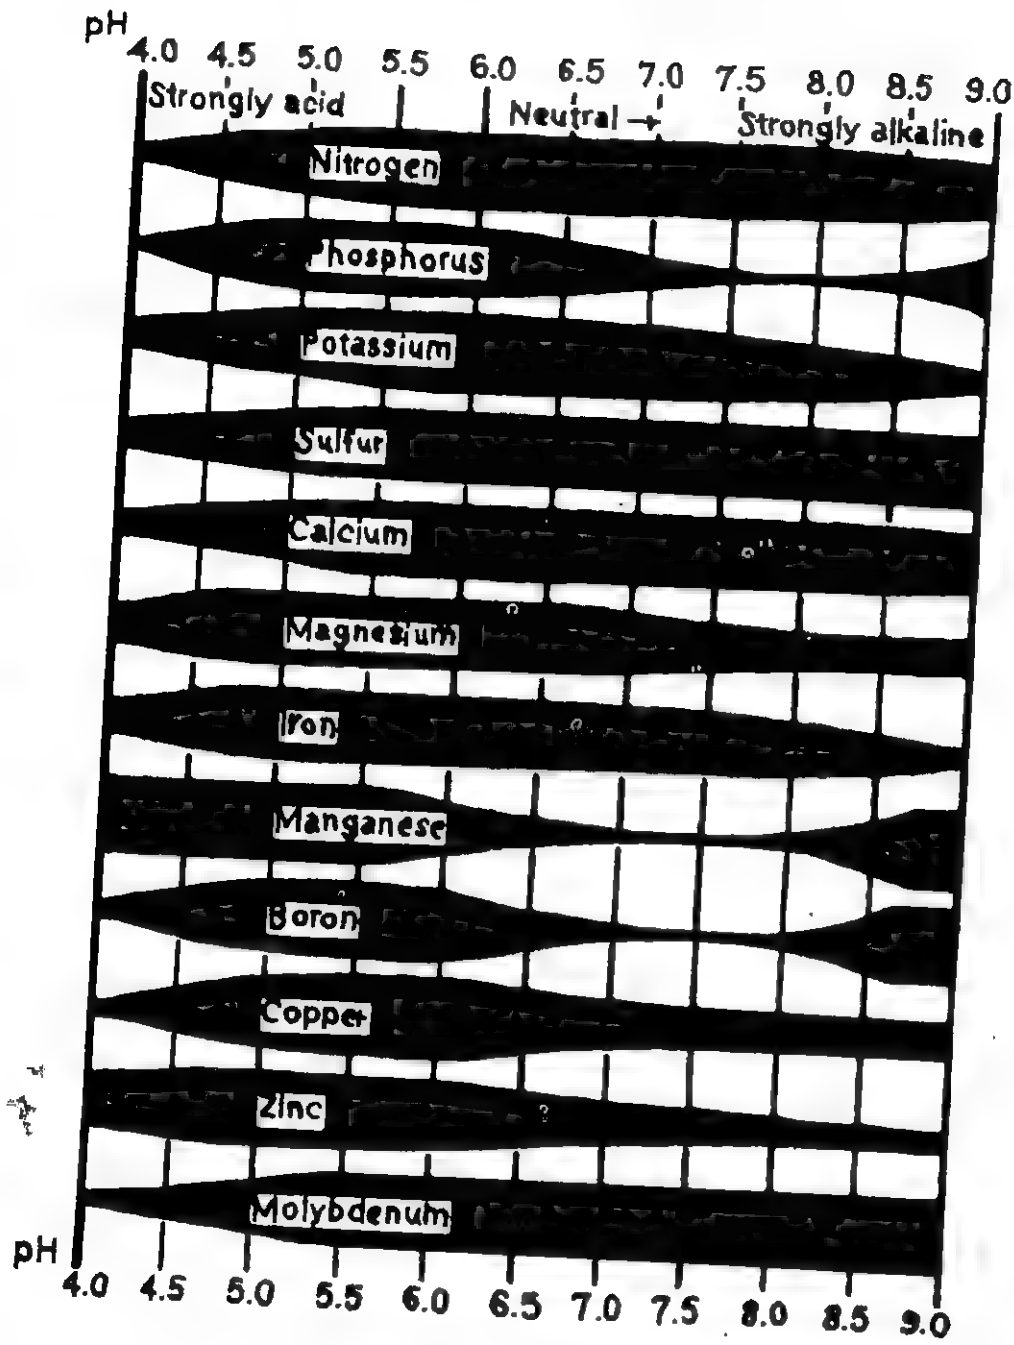 pH
4.0 4.5 5.0 5.5 6.0 6.5 7.0 7.5 8.0 8.5 9.0
Strongly acid Neutral → Strongly alkaline
Nitrogen
Phosphorus
Potassium
Sulfur
Calcium
Magnesium
Iron
Manganese
Boron
Copper
Zinc
Molybdenum
pH
4.0 4.5 5.0 5.5 6.0 6.5 7.0 7.5 8.0 8.5 9.0